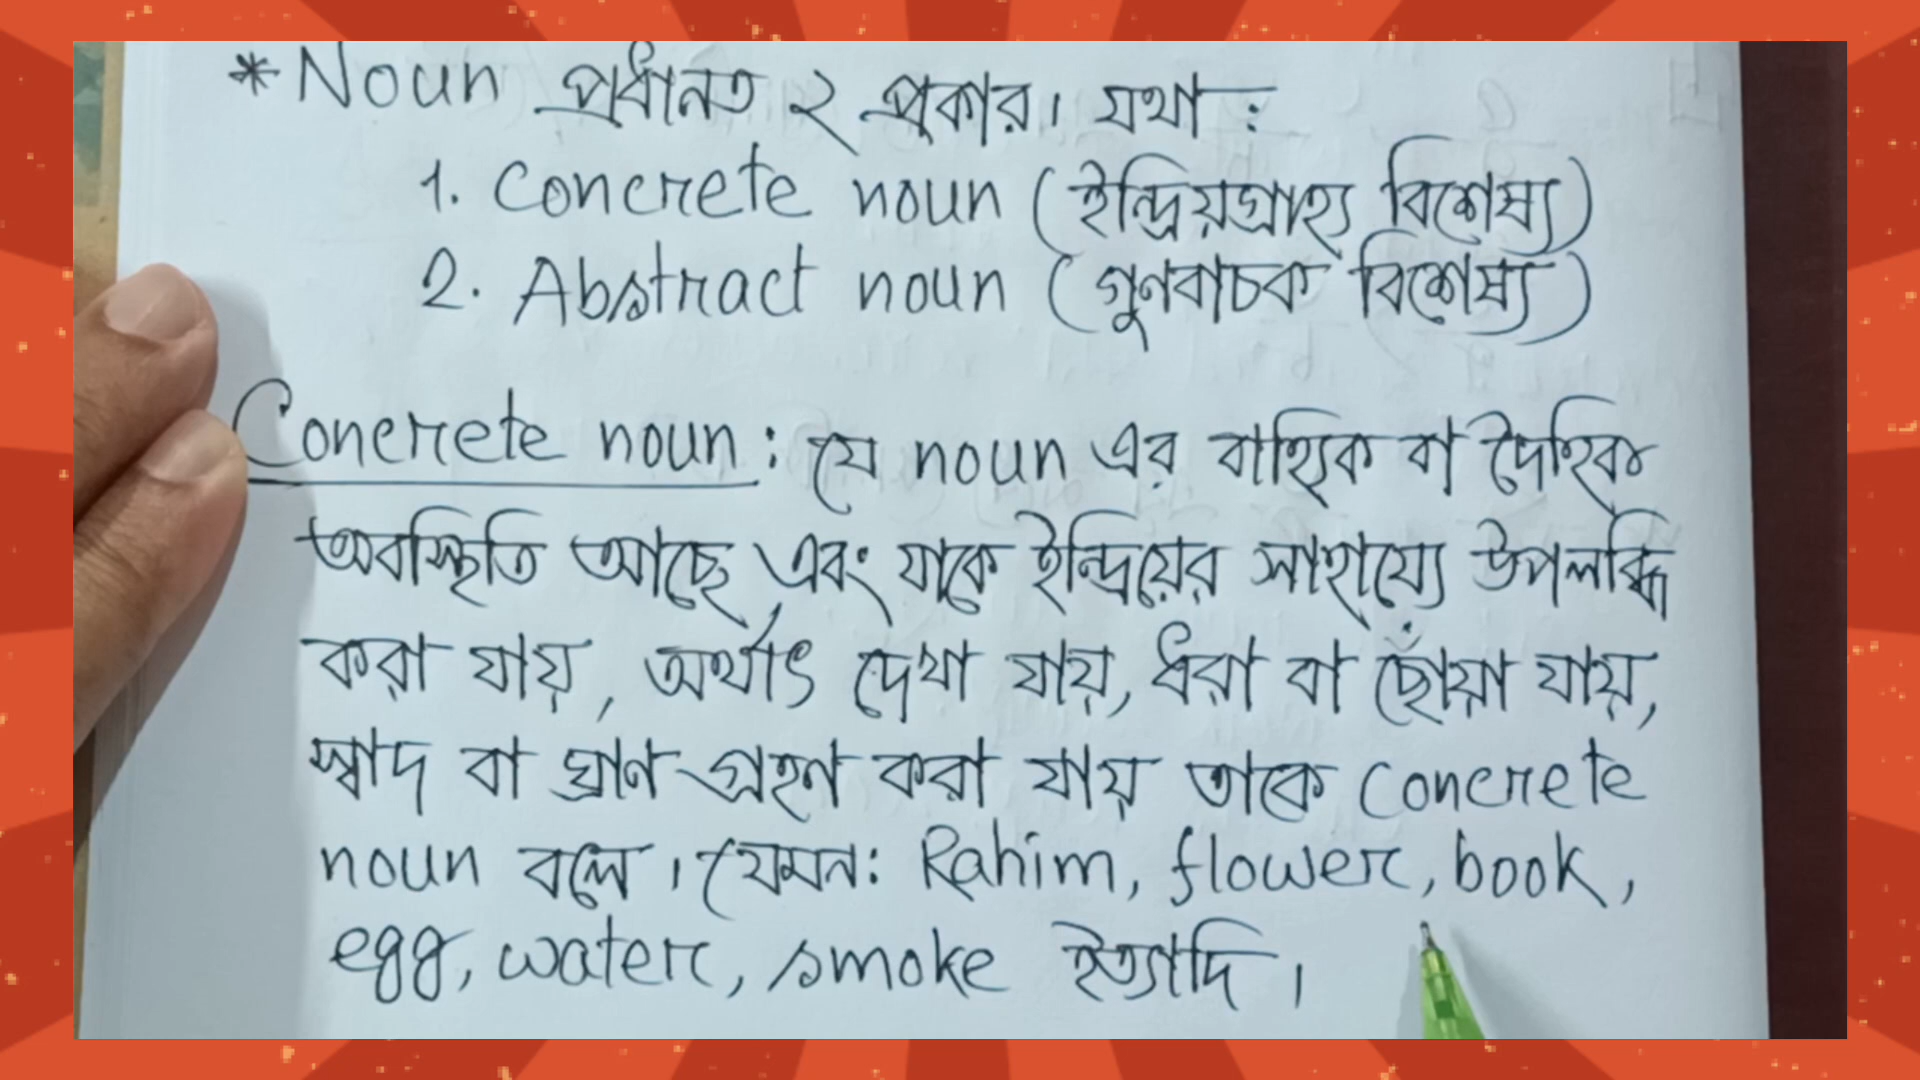 * Noun প্রধানত ২ প্রকার। যথা :
1. Concrete noun (ইন্দ্রিয়গ্রাহ্য বিশেষ্য)
2. Abstract noun (গুণবাচক বিশেষ্য)
Concrete noun : যে noun এর বাহ্যিক বা দৈহিক
অবস্থিতি আছে এবং যাকে ইন্দ্রিয়ের সাহায্যে উপলব্ধি
করা যায়, অর্থাৎ দেখা যায়, ধরা বা ছোঁয়া যায়,
স্বাদ বা ঘ্রাণ গ্রহণ করা যায় তাকে Concrete
noun বলে। যেমন: Rahim, flower, book,
egg, water, smoke ইত্যাদি।